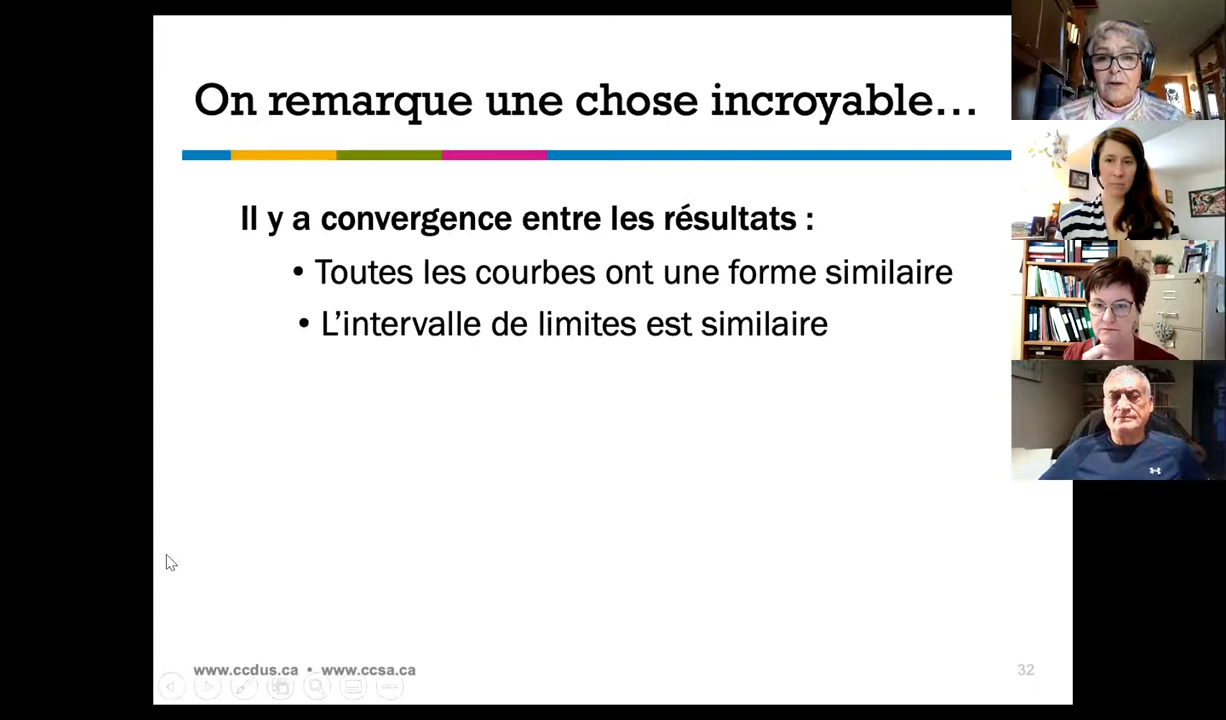 On remarque une chose incroyable…
Il y a convergence entre les résultats :
• Toutes les courbes ont une forme similaire
• L’intervalle de limites est similaire
www.ccdus.ca • www.ccsa.ca
32